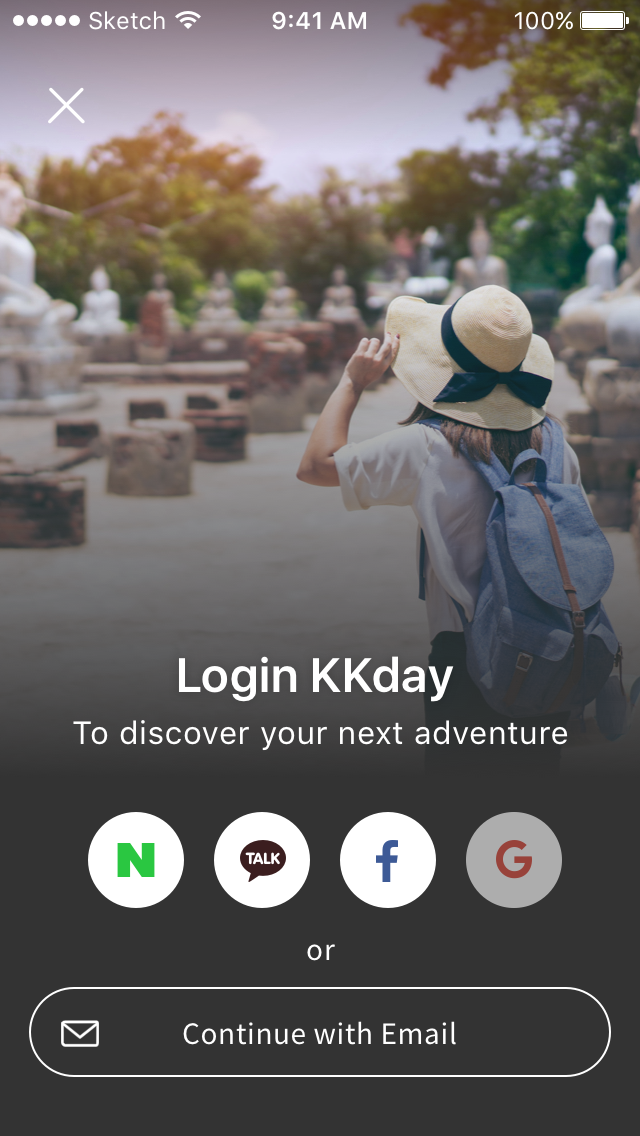 Sketch 9:41 AM 100%
Login KKday
To discover your next adventure
N TALK f G
or
Continue with Email